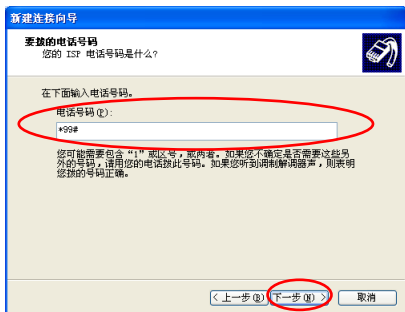 新建连接向导
要拨的电话号码
您的 ISP 电话号码是什么?
在下面输入电话号码。
电话号码(P):
*99#
您可能需要包含“1”或区号,或两者。如果您不确定是否需要这些另
外的号码,请用您的电话拨此号码。如果您听到调制解调器声,则表明
您拨的号码正确。
< 上一步(B) 下一步(N) > 取消